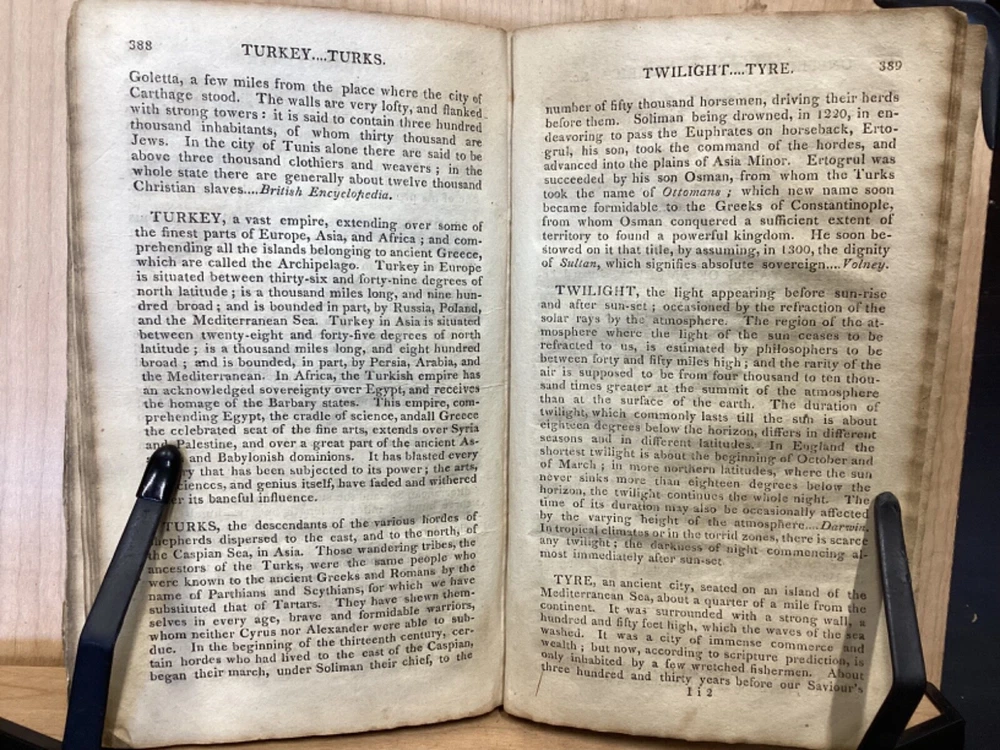 388
TURKEY....TURKS.
Goletta, a few miles from the place where the city of
Carthage stood. The walls are very lofty, and flanked
with strong towers: it is said to contain three hundred
thousand inhabitants, of whom thirty thousand are
Jews. In the city of Tunis alone there are said to be
above three thousand clothiers and weavers; in the
whole state there are generally about twelve thousand
Christian slaves....British Encyclopedia.
TURKEY, a vast empire, extending over some of
the finest parts of Europe, Asia, and Africa; and com-
prehending all the islands belonging to ancient Greece,
which are called the Archipelago. Turkey in Europe
is situated between thirty-six and forty-nine degrees of
north latitude; is a thousand miles long, and nine hun-
dred broad; and is bounded in part, by Russia, Poland,
and the Mediterranean Sea. Turkey in Asia is situated
between twenty-eight and forty-five degrees of north
latitude; is a thousand miles long, and eight hundred
broad; and is bounded, in part, by Persia, Arabia, and
the Mediterranean. In Africa, the Turkish empire has
an acknowledged sovereignty over Egypt, and receives
the homage of the Barbary states. This empire, com-
prehending Egypt, the cradle of science, andall Greece
the celebrated seat of the fine arts, extends over Syria
and Palestine, and over a great part of the ancient As-
and Babylonish dominions. It has blasted every
ry that has been subjected to its power; the arts,
ciences, and genius itself, have faded and withered
er its baneful influence.
TURKS, the descendants of the various hordes of
hepherds dispersed to the east, and to the north, of
the Caspian Sea, in Asia. Those wandering tribes, the
ancestors of the Turks, were the same people who
were known to the ancient Greeks and Romans by the
name of Parthians and Scythians, for which we have
substituted that of Tartars. They have shewn them-
selves in every age, brave and formidable warriors,
whom neither Cyrus nor Alexander were able to sub-
due. In the beginning of the thirteenth century, cer-
tain hordes who had lived to the east of the Caspian,
began their march, under Soliman their chief, to the
TWILIGHT....TYRE.
389
number of fifty thousand horsemen, driving their herds
before them. Soliman being drowned, in 1220, in en-
deavoring to pass the Euphrates on horseback, Erto-
grul, his son, took the command of the hordes, and
advanced into the plains of Asia Minor. Ertogrul was
succeeded by his son Osman, from whom the Turks
took the name of Ottomans; which new name soon
became formidable to the Greeks of Constantinople,
from whom Osman conquered a sufficient extent of
territory to found a powerful kingdom. He soon be-
stowed on it that title, by assuming, in 1300, the dignity
of Sultan, which signifies absolute sovereign....Volney.
TWILIGHT, the light appearing before sun-rise
and after sun-set; occasioned by the refraction of the
solar rays by the atmosphere. The region of the at-
mosphere where the light of the sun ceases to be
refracted to us, is estimated by philosophers to be
between forty and fifty miles high; and the rarity of the
air is supposed to be from four thousand to ten thou-
sand times greater at the summit of the atmosphere
than at the surface of the earth. The duration of
twilight, which commonly lasts till the sun is about
eighteen degrees below the horizon, differs in different
seasons and in different latitudes. In England the
shortest twilight is about the beginning of October and
of March; in more northern latitudes, where the sun
never sinks more than eighteen degrees below the
horizon, the twilight continues the whole night. The
time of its duration may also be occasionally affected
by the varying height of the atmosphere....Darwin.
In tropical climates or in the torrid zones, there is scarce
any twilight; the darkness of night commencing al-
most immediately after sun-set.
TYRE, an ancient city, seated on an island of the
Mediterranean Sea, about a quarter of a mile from the
continent. It was surrounded with a strong wall, a
hundred and fifty feet high, which the waves of the sea
washed. It was a city of immense commerce and
wealth; but now, according to scripture prediction, is
only inhabited by a few wretched fishermen. About
three hundred and thirty years before our Saviour's
I i 2